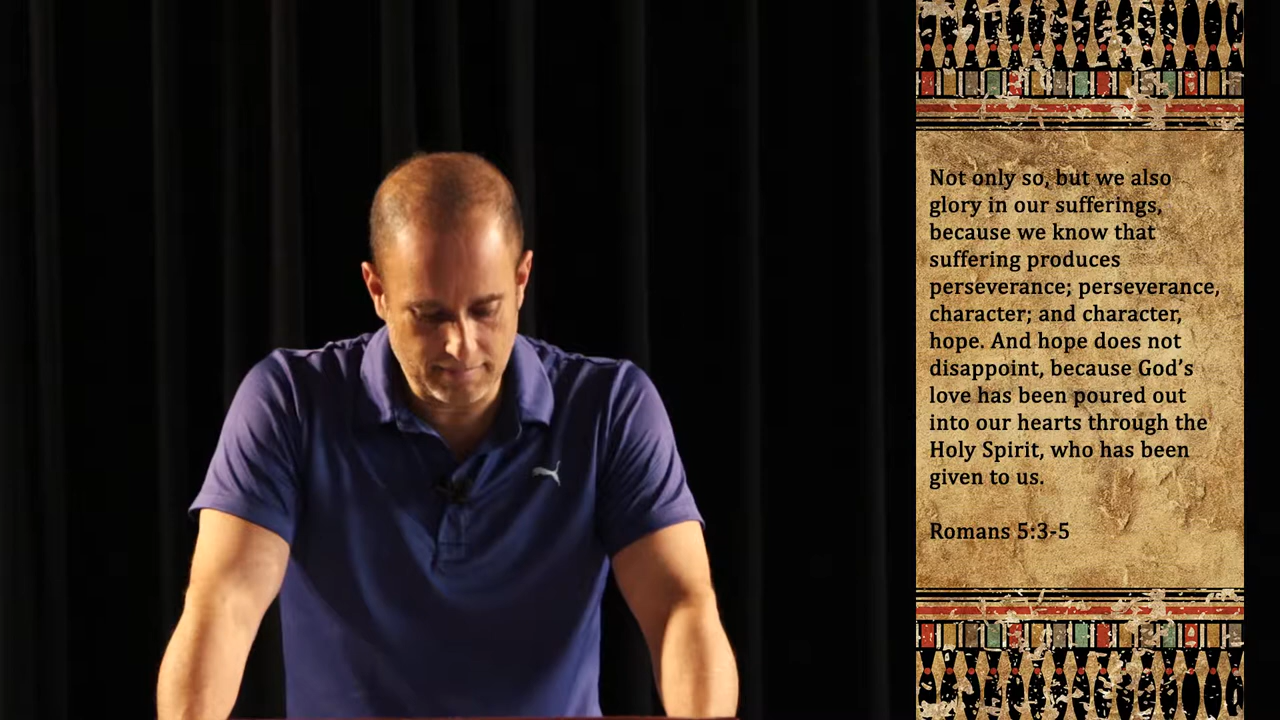 Not only so, but we also
glory in our sufferings,
because we know that
suffering produces
perseverance; perseverance,
character; and character,
hope. And hope does not
disappoint, because God’s
love has been poured out
into our hearts through the
Holy Spirit, who has been
given to us.
Romans 5:3-5